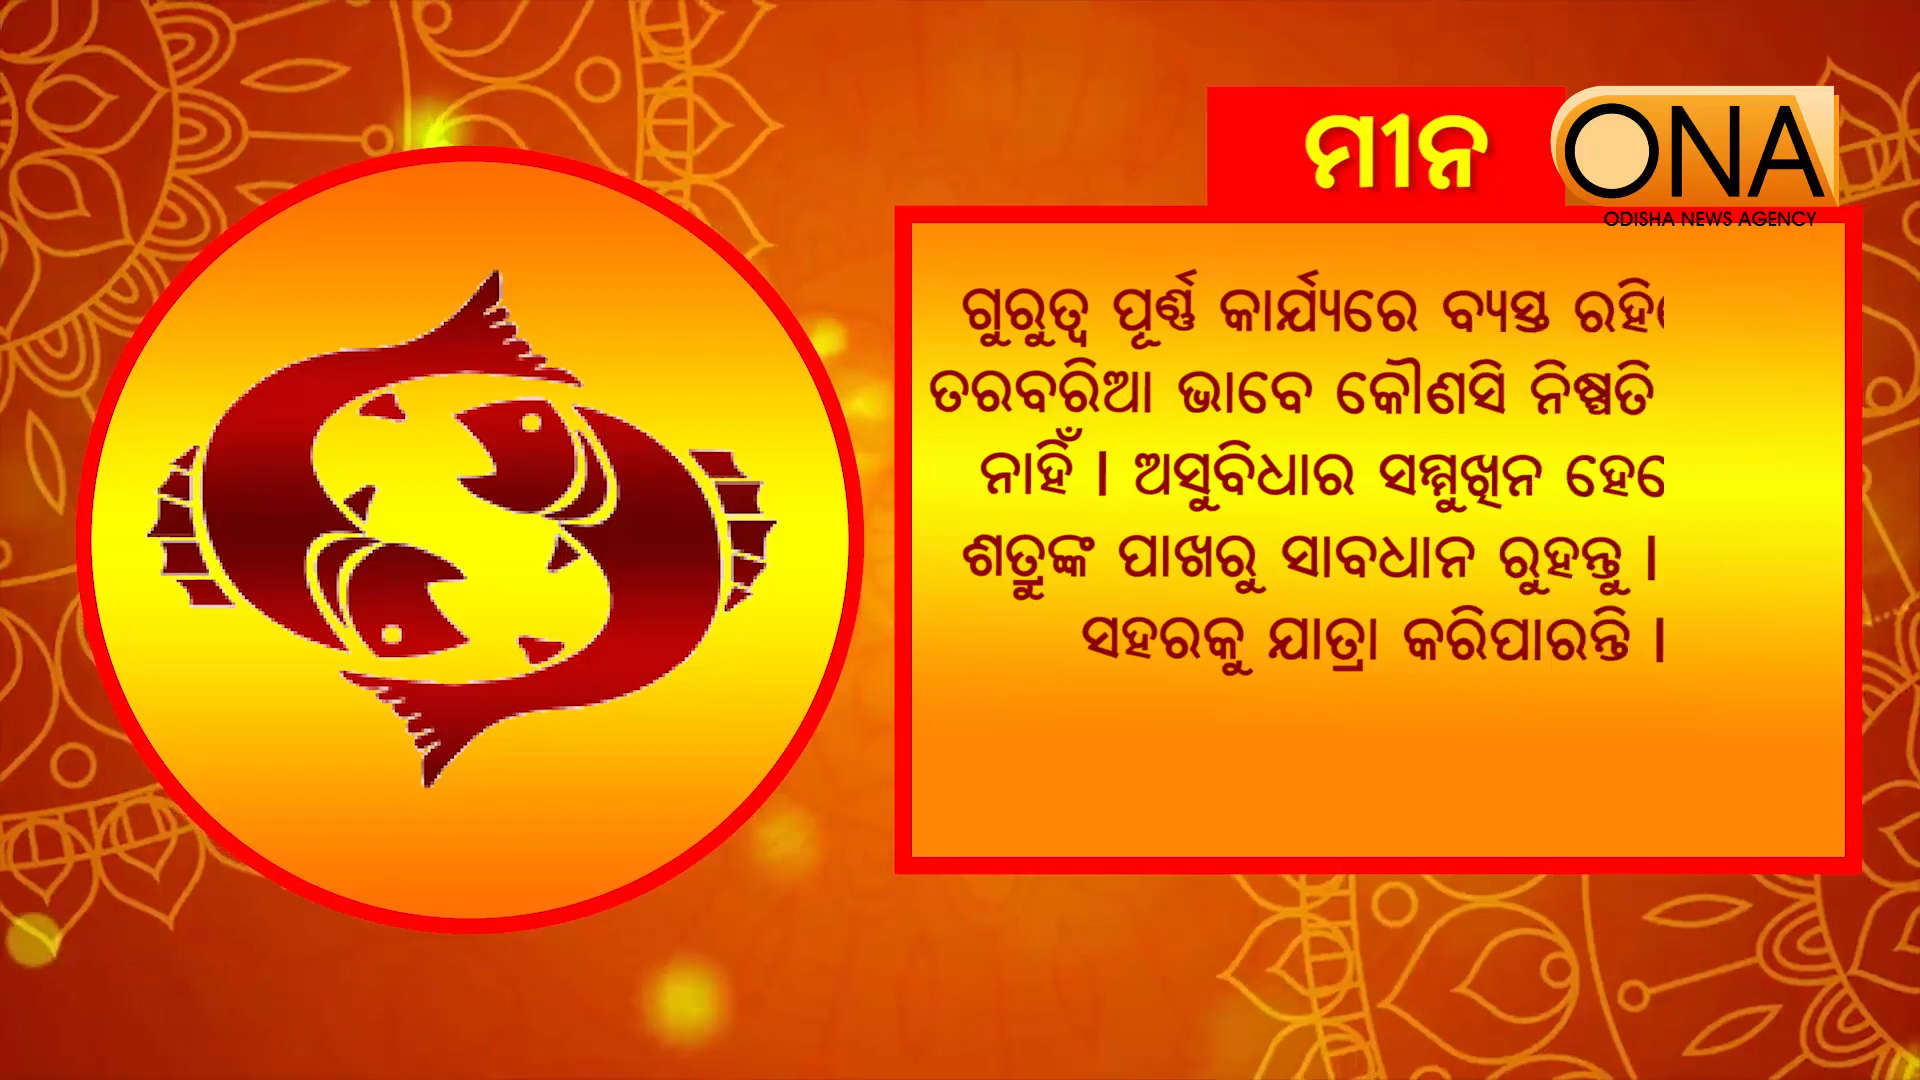 ମୀନ
ONA
ODISHA NEWS AGENCY
ଗୁରୁତ୍ୱ ପୂର୍ଣ୍ଣ କାର୍ଯ୍ୟରେ ବ୍ୟସ୍ତ
ତରବରିଆ ଭାବେ କୌଣସି ନିଷ୍ପତି
ନାହିଁ । ଅସୁବିଧାର ସମ୍ମୁଖିନ
ଶତ୍ରୁଙ୍କ ପାଖରୁ ସାବଧାନ ରୁହନ୍ତୁ ।
ସହରକୁ ଯାତ୍ରା କରିପାରନ୍ତି ।